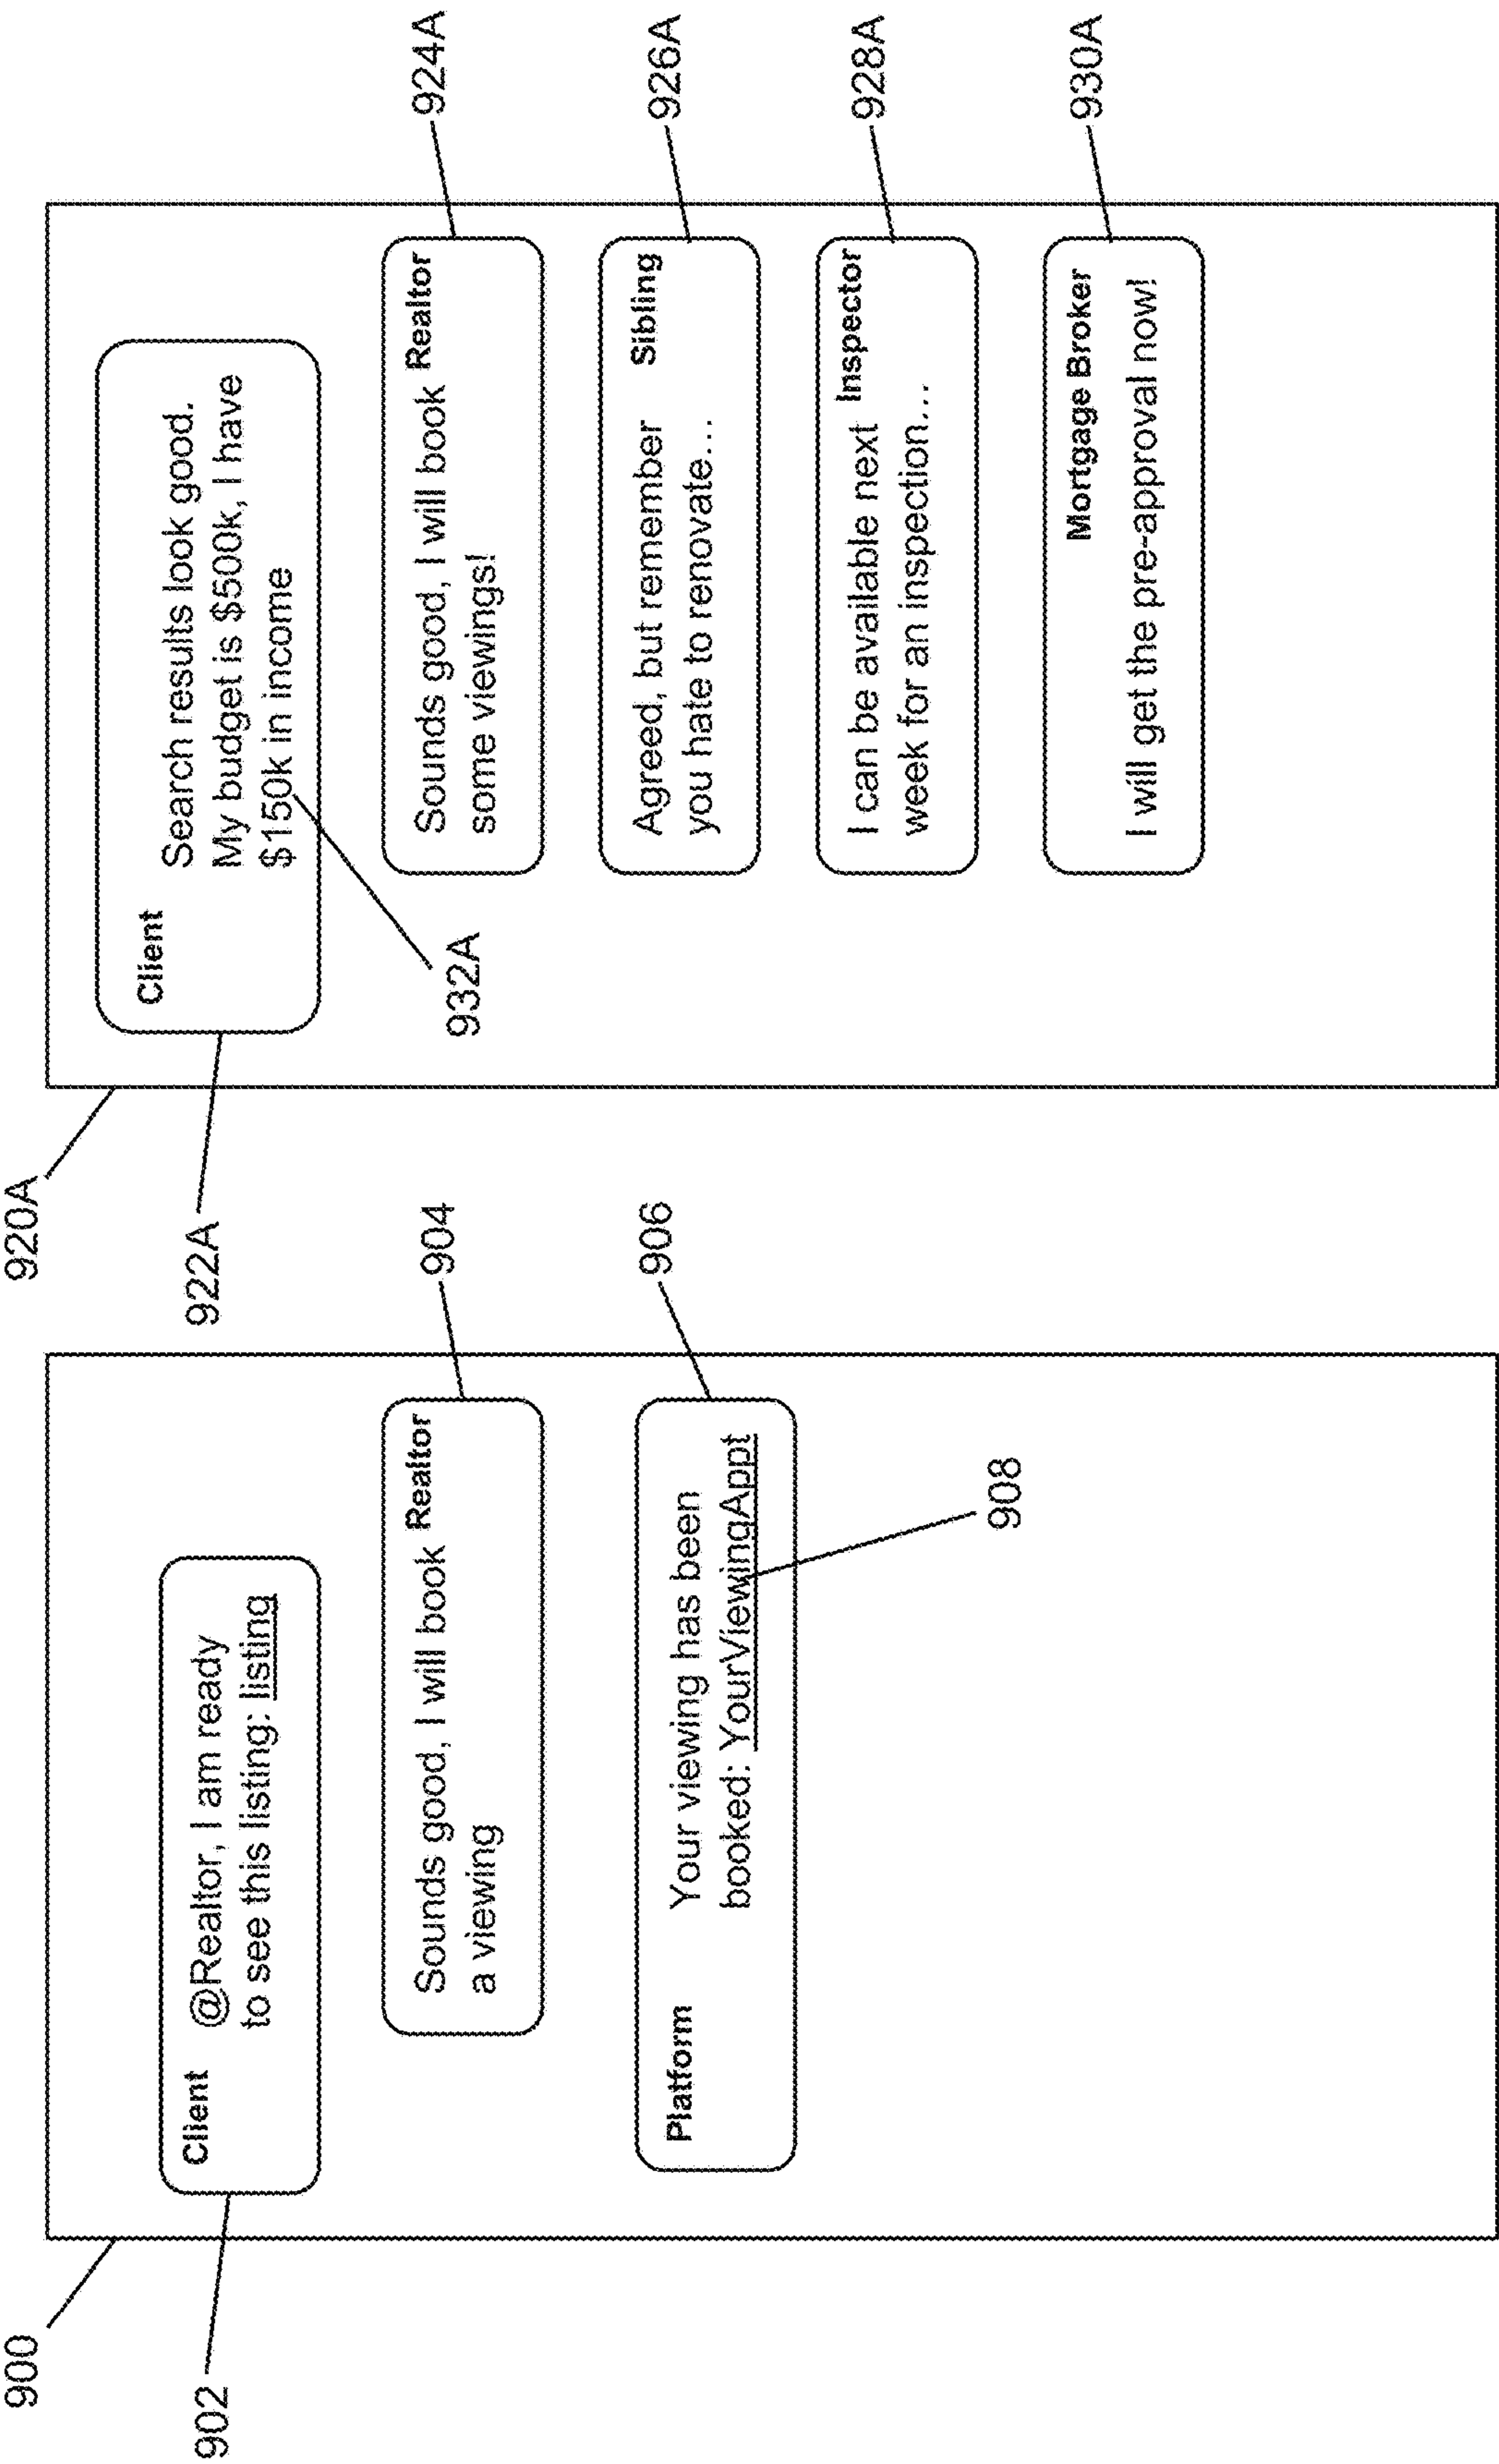 900
902
Client
@Realtor, I am ready
to see this listing: listing
904
Realtor
Sounds good, I will book
a viewing
906
Platform
Your viewing has been
booked: YourViewingAppt
908
920A
922A
Client
Search results look good.
My budget is $500k, I have
$150k in income
932A
924A
Realtor
Sounds good, I will book
some viewings!
926A
Sibling
Agreed, but remember
you hate to renovate...
928A
Inspector
I can be available next
week for an inspection...
930A
Mortgage Broker
I will get the pre-approval now!